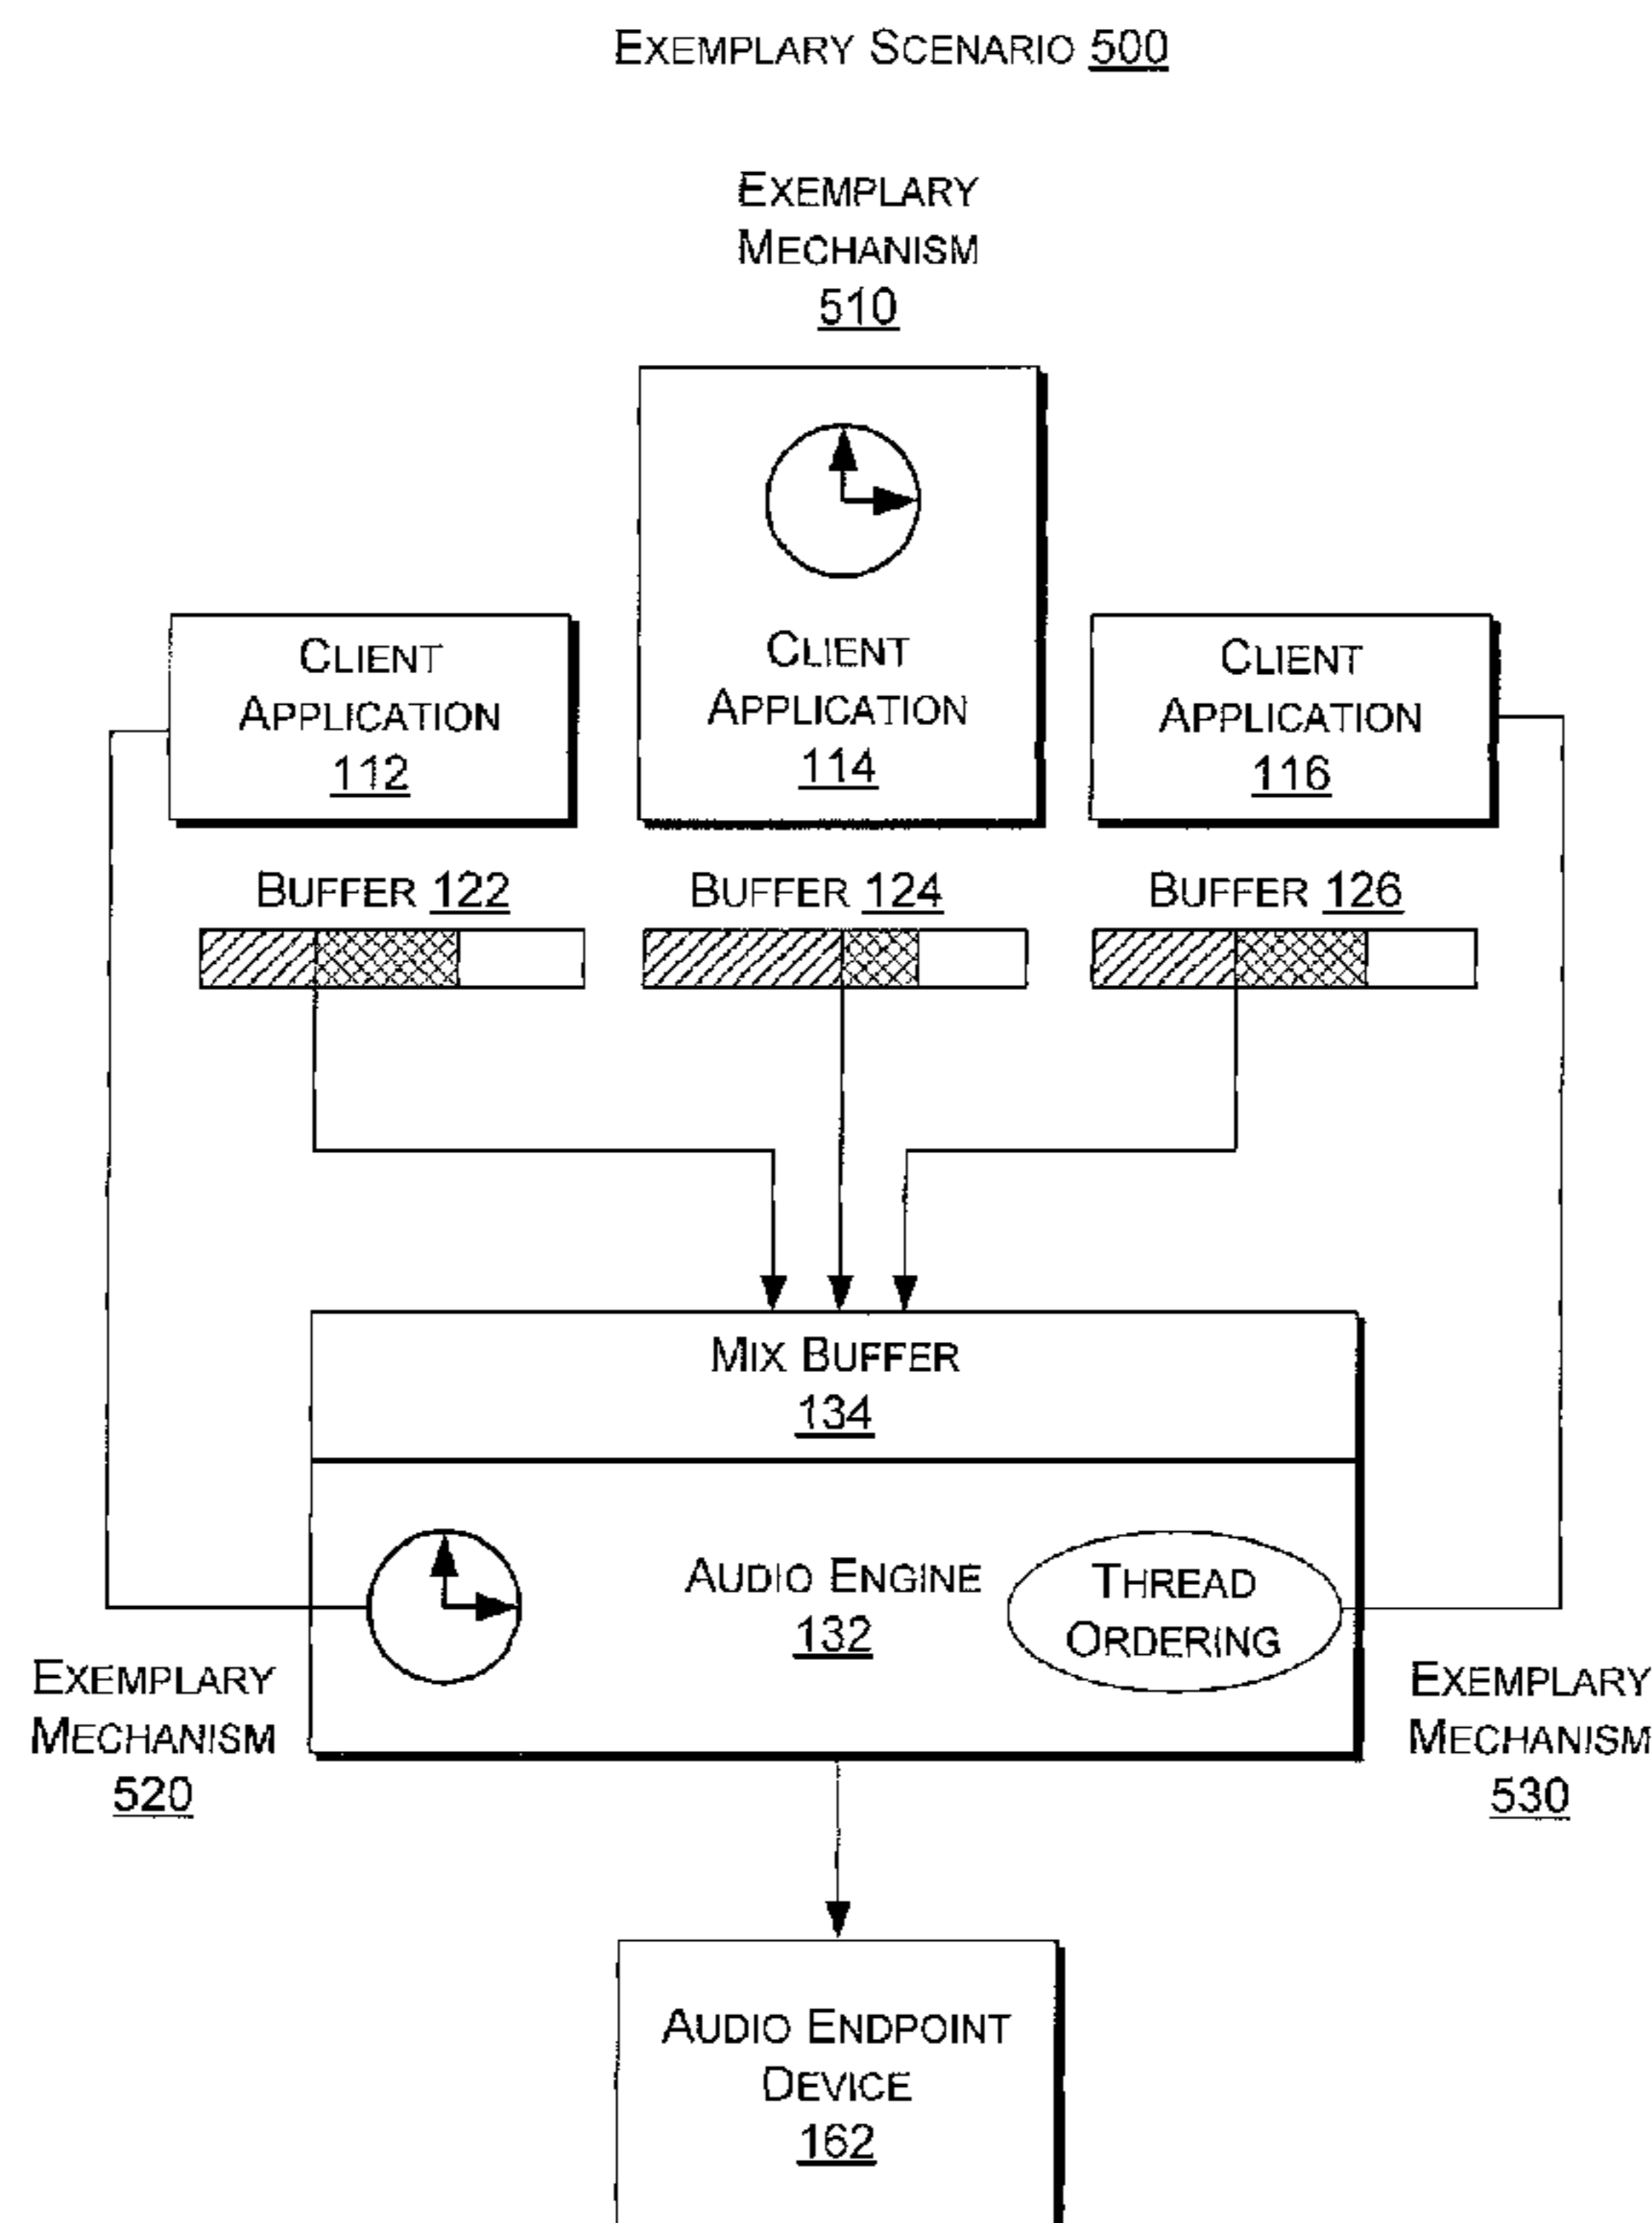 EXEMPLARY SCENARIO 500
EXEMPLARY
MECHANISM
510
CLIENT
APPLICATION
112
CLIENT
APPLICATION
114
CLIENT
APPLICATION
116
BUFFER 122
BUFFER 124
BUFFER 126
MIX BUFFER
134
AUDIO ENGINE
132
THREAD
ORDERING
EXEMPLARY
MECHANISM
520
EXEMPLARY
MECHANISM
530
AUDIO ENDPOINT
DEVICE
162